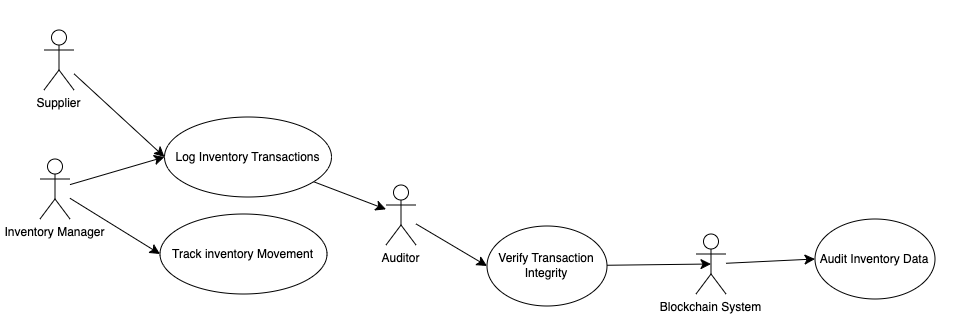 Supplier
Log Inventory Transactions
Inventory Manager
Track inventory Movement
Auditor
Verify Transaction
Integrity
Blockchain System
Audit Inventory Data